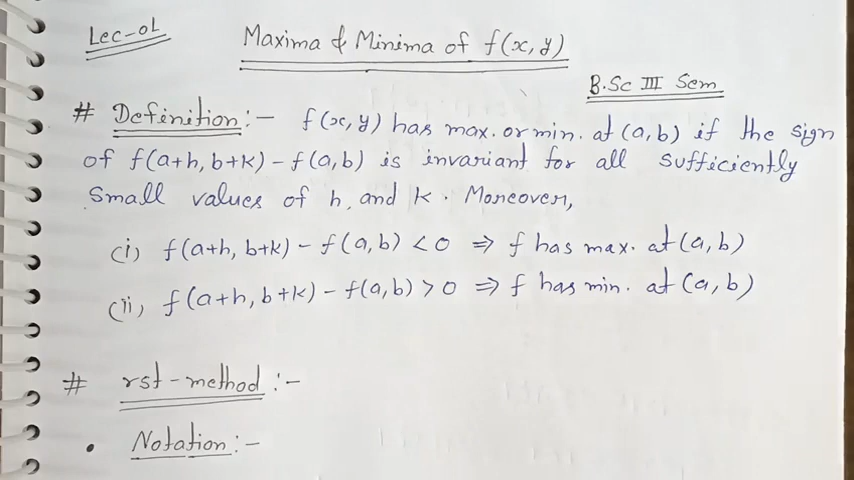 Lec-01
Maxima & Minima of f(x, y)
B.Sc III Sem
# Definition:- f(x, y) has max. or min. at (a, b) if the sign
of f(a+h, b+k) - f(a, b) is invariant for all sufficiently
small values of h, and k. Moreover,
(i) f(a+h, b+k) - f(a, b) < 0 ⇒ f has max. at (a, b)
(ii) f(a+h, b+k) - f(a, b) > 0 ⇒ f has min. at (a, b)
# rst-method:-
• Notation:-